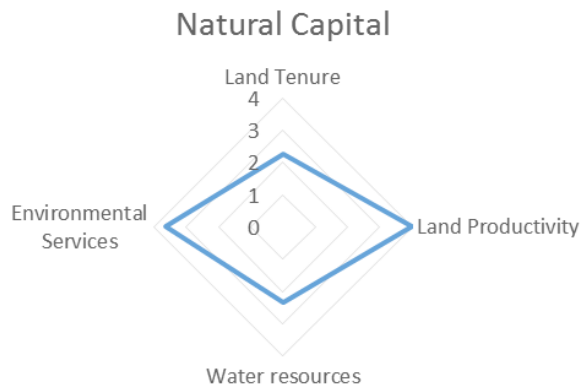 Natural Capital
Land Tenure
4
3
2
1
0
Environmental
Services
Land Productivity
Water resources